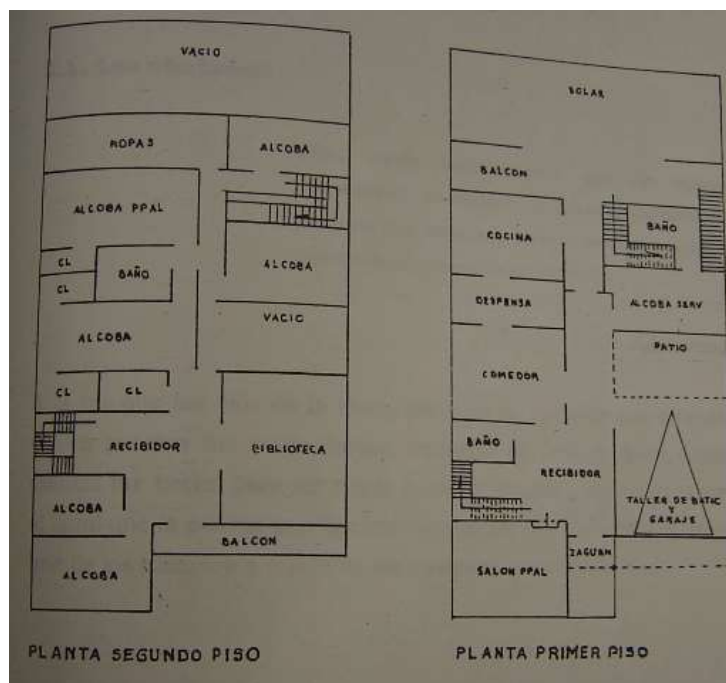 VACIO
ROPAS
ALCOBA
ALCOBA PPAL
CL
BAÑO
CL
ALCOBA
VACIO
ALCOBA
CL
CL
RECIBIDOR
BIBLIOTECA
ALCOBA
BALCON
ALCOBA
PLANTA SEGUNDO PISO
SOLAR
BALCON
COCINA
BAÑO
DESPENSA
ALCOBA SERV
PATIO
COMEDOR
BAÑO
RECIBIDOR
TALLER DE BATIC
Y
GARAJE
ZAGUAN
SALON PPAL
PLANTA PRIMER PISO